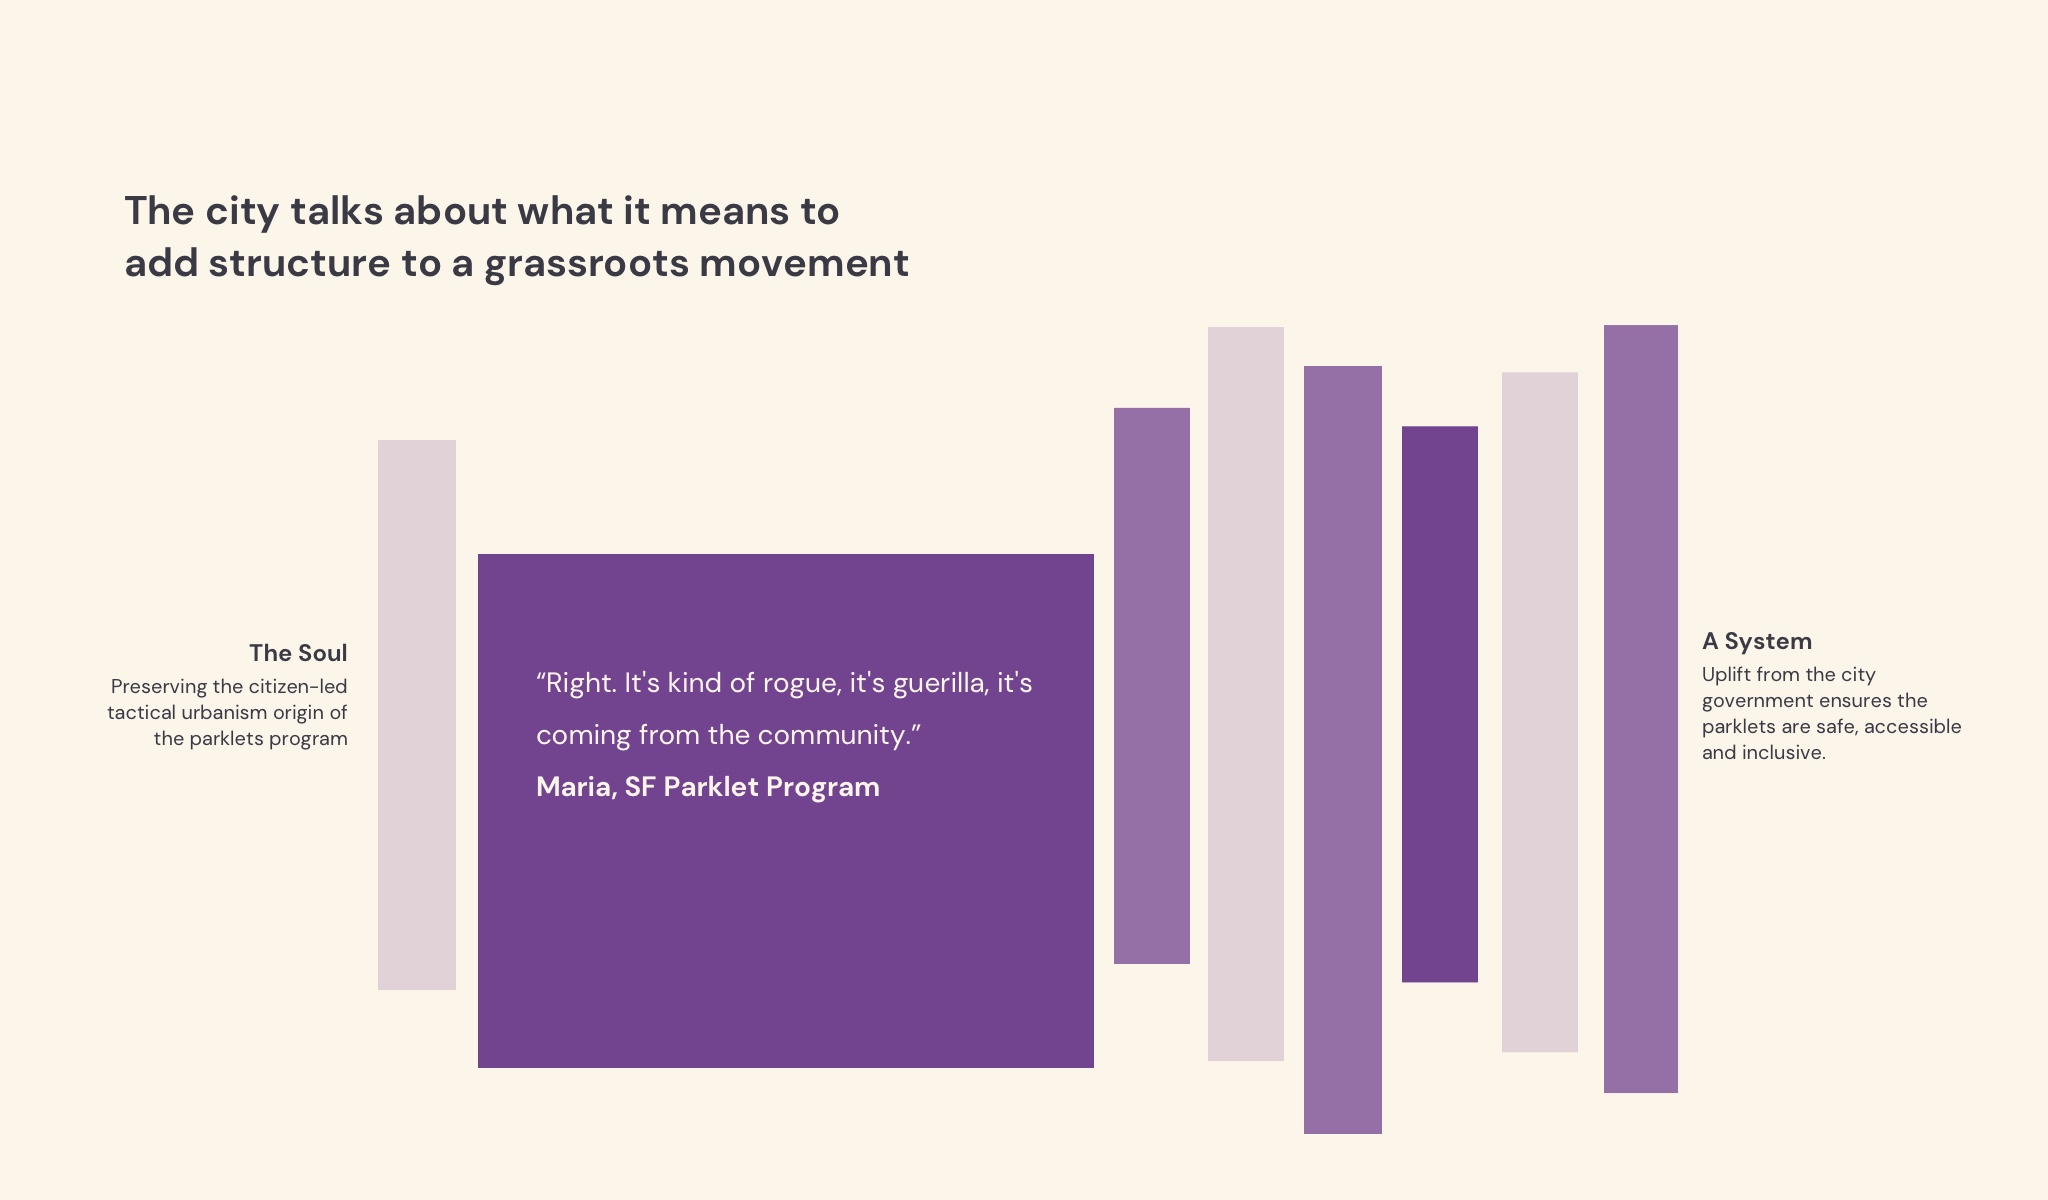 The city talks about what it means to
add structure to a grassroots movement
The Soul
Preserving the citizen-led
tactical urbanism origin of
the parklets program
“Right. It's kind of rogue, it's guerilla, it's
coming from the community.”
Maria, SF Parklet Program
A System
Uplift from the city
government ensures the
parklets are safe, accessible
and inclusive.